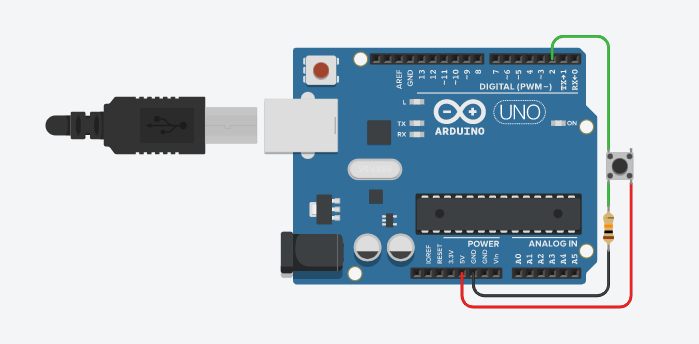 AREF
GND
13
12
~11
~10
~9
8
7
~6
~5
4
~3
2
TX→1
RX←0
DIGITAL (PWM~)
L
TX
RX
ARDUINO
UNO
ON
POWER
ANALOG IN
IOREF
RESET
3.3V
5V
GND
GND
Vin
A0
A1
A2
A3
A4
A5